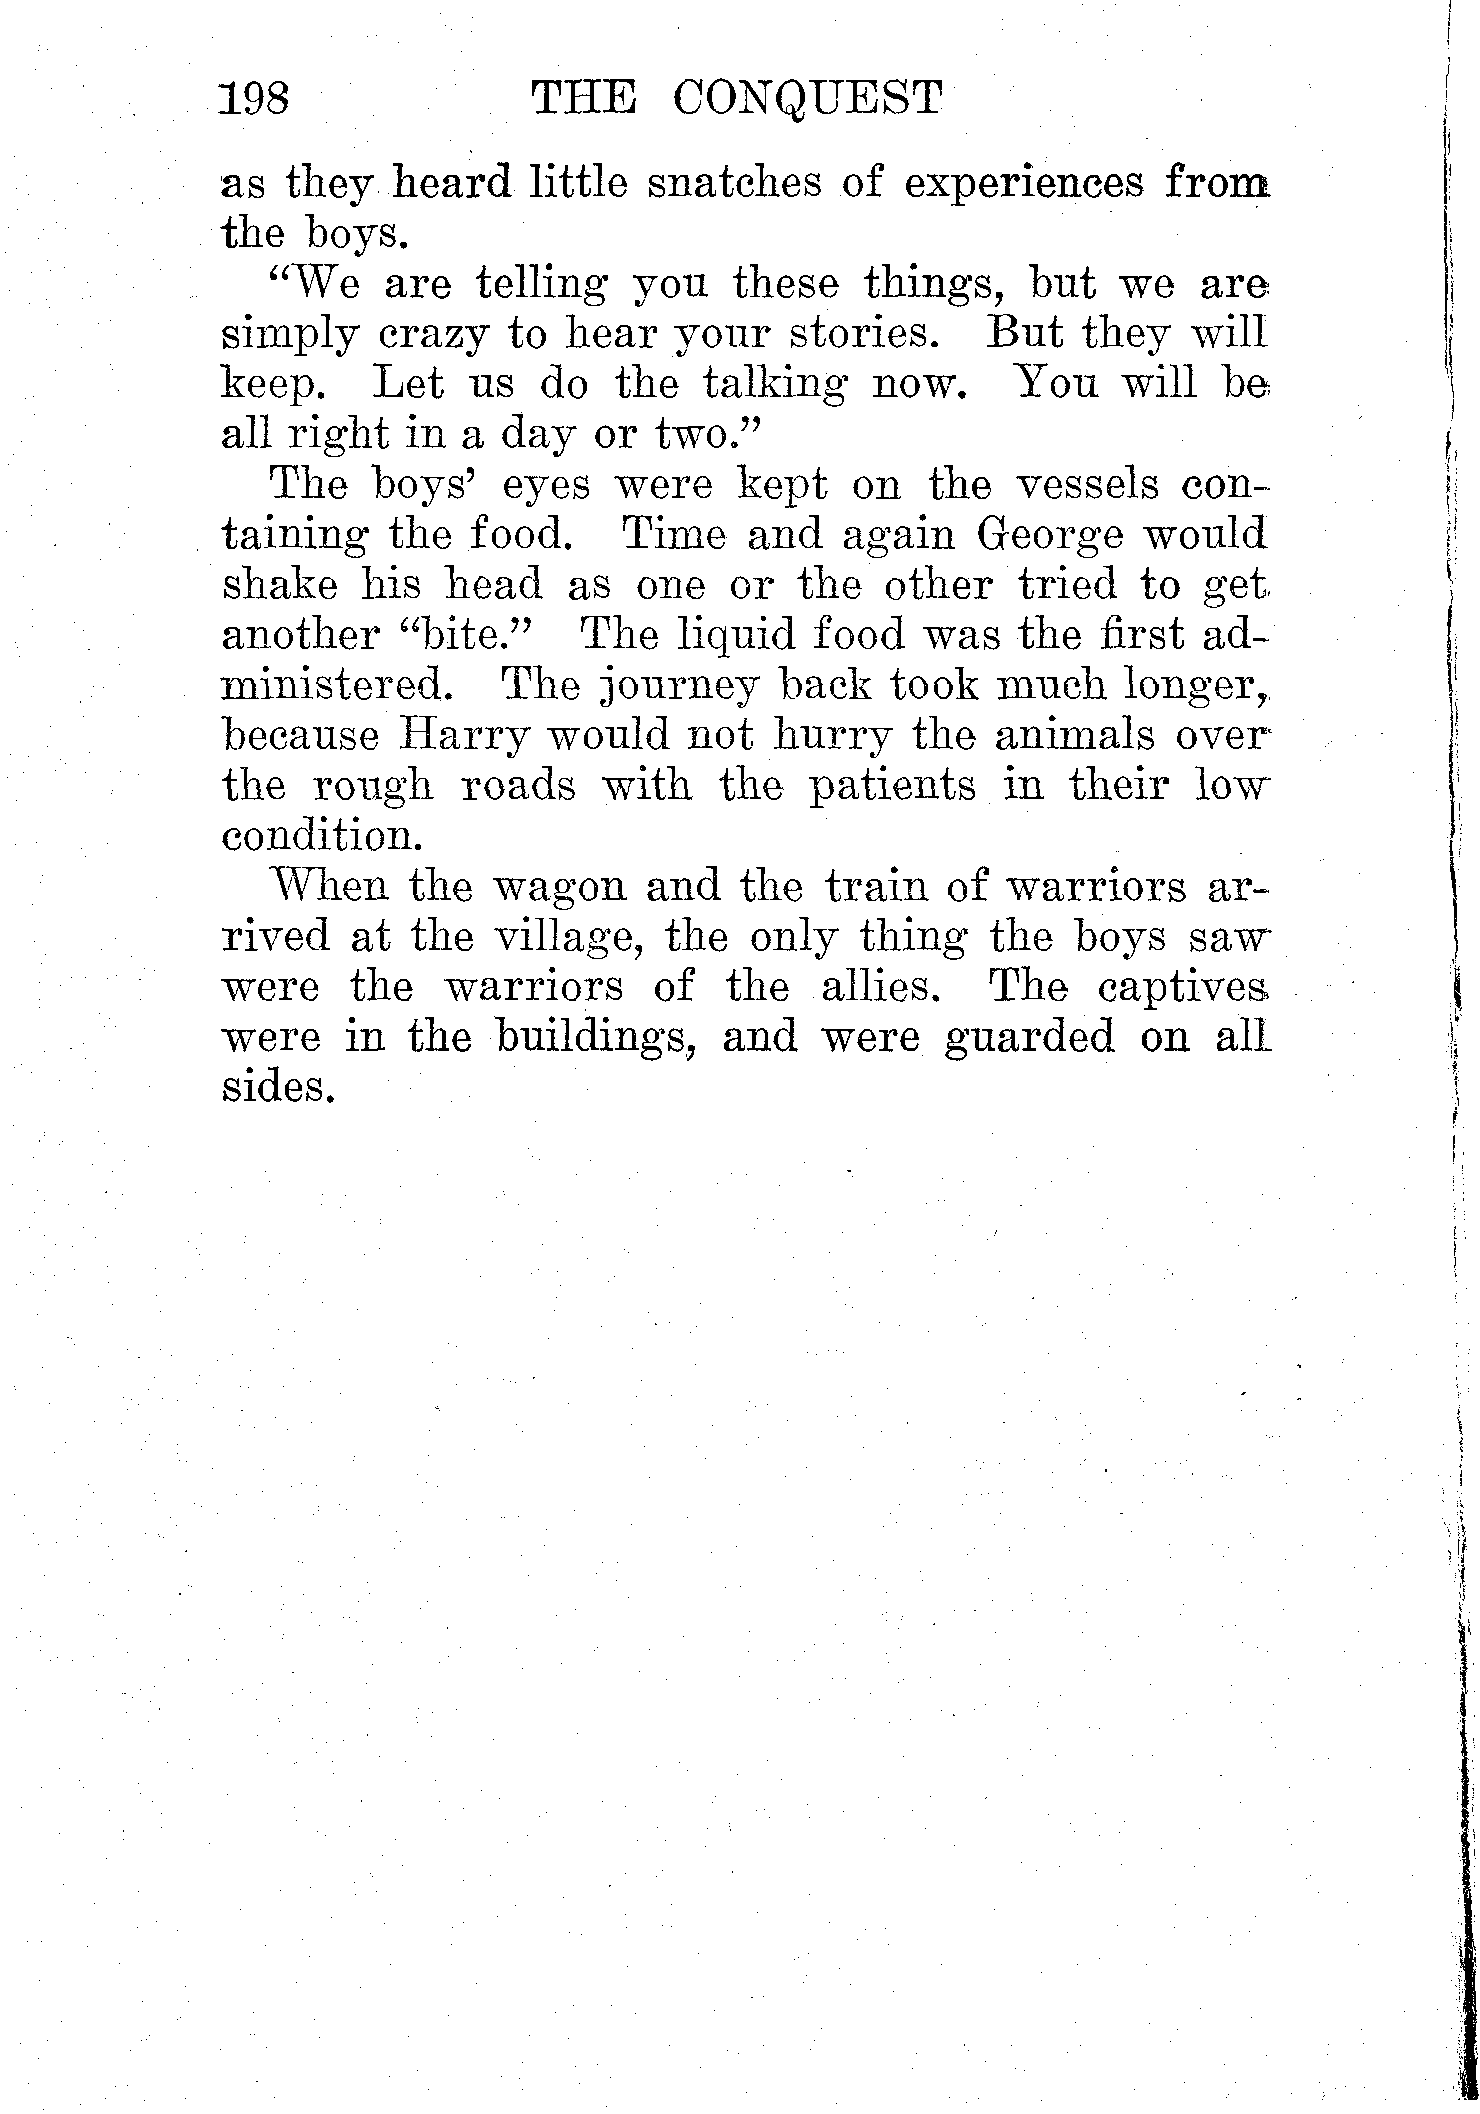 198 THE CONQUEST
as they heard little snatches of experiences from
the boys.
“We are telling you these things, but we are
simply crazy to hear your stories. But they will
keep. Let us do the talking now. You will be
all right in a day or two.”
The boys’ eyes were kept on the vessels con-
taining the food. Time and again George would
shake his head as one or the other tried to get
another “bite.” The liquid food was the first ad-
ministered. The journey back took much longer,
because Harry would not hurry the animals over
the rough roads with the patients in their low
condition.
When the wagon and the train of warriors ar-
rived at the village, the only thing the boys saw
were the warriors of the allies. The captives
were in the buildings, and were guarded on all
sides.